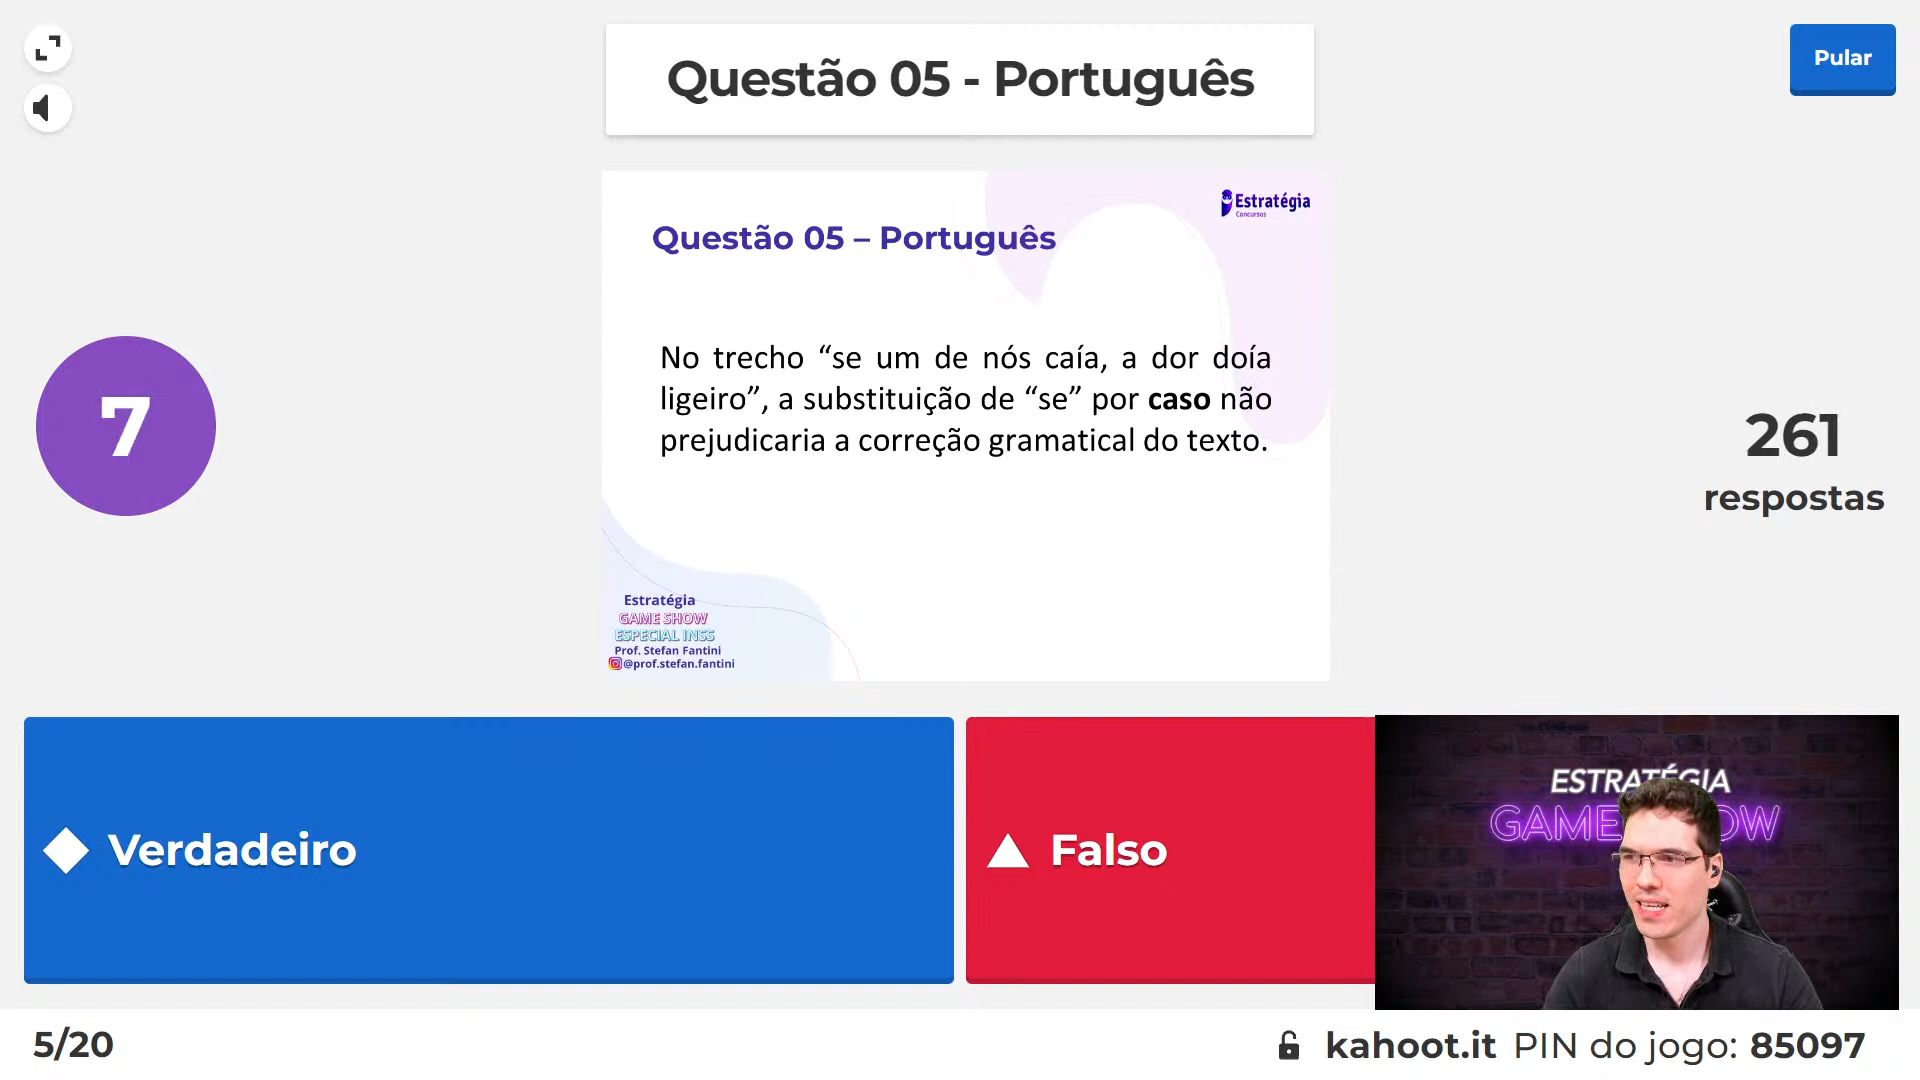 Questão 05 - Português
Pular
Estratégia
Concursos
Questão 05 – Português
No trecho “se um de nós caía, a dor doía
ligeiro”, a substituição de “se” por caso não
prejudicaria a correção gramatical do texto.
7
261
respostas
Estratégia
GAME SHOW
ESPECIAL INSS
Prof. Stefan Fantini
@prof.stefan.fantini
Verdadeiro
Falso
ESTRATÉGIA
GAME OW
5/20
kahoot.it PIN do jogo: 85097